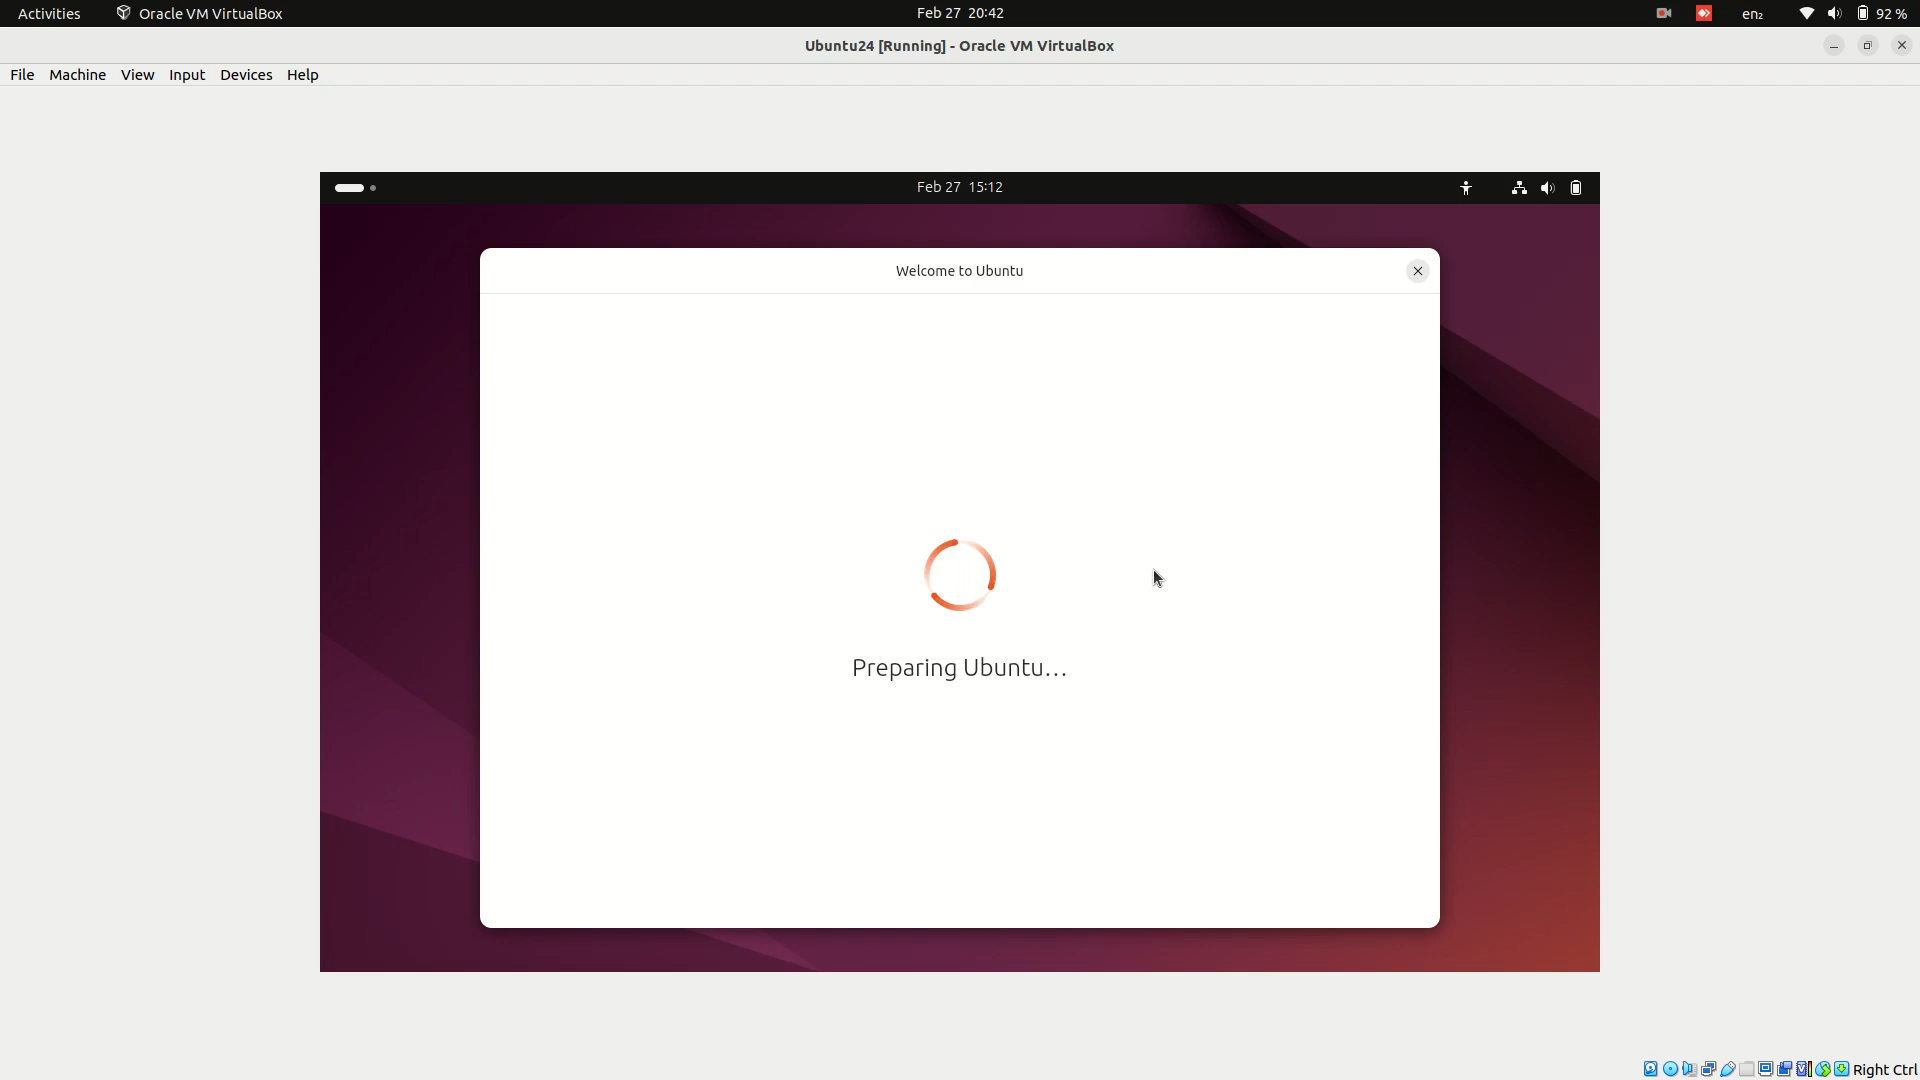 Activities Oracle VM VirtualBox Feb 27 20:42 en₂ 92 %
Ubuntu24 [Running] - Oracle VM VirtualBox
File Machine View Input Devices Help
Feb 27 15:12
Welcome to Ubuntu
Preparing Ubuntu...
Right Ctrl